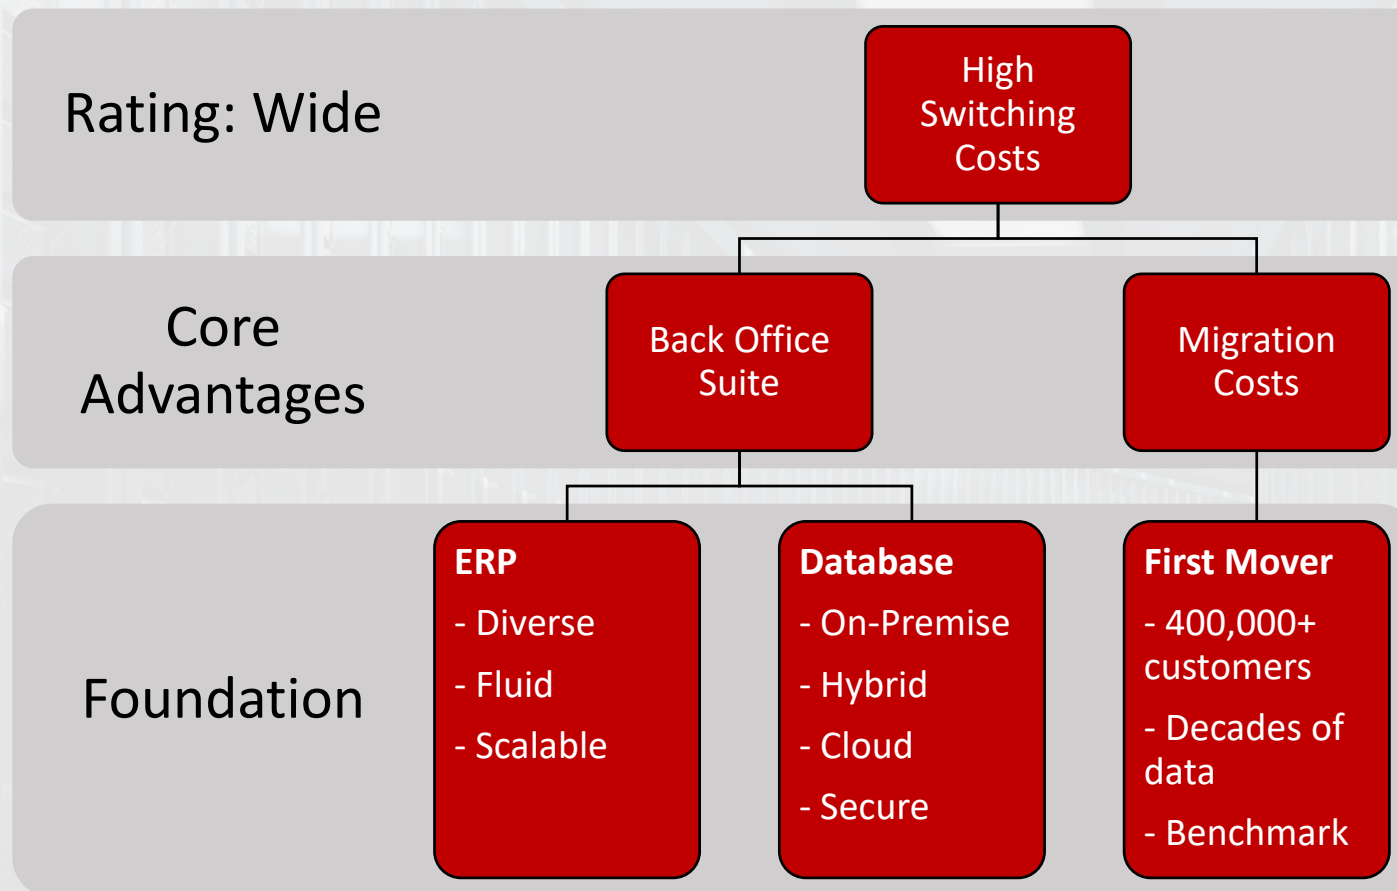 Rating: Wide
High
Switching
Costs
Core
Advantages
Back Office
Suite
Migration
Costs
Foundation
ERP
- Diverse
- Fluid
- Scalable
Database
- On-Premise
- Hybrid
- Cloud
- Secure
First Mover
- 400,000+
customers
- Decades of
data
- Benchmark